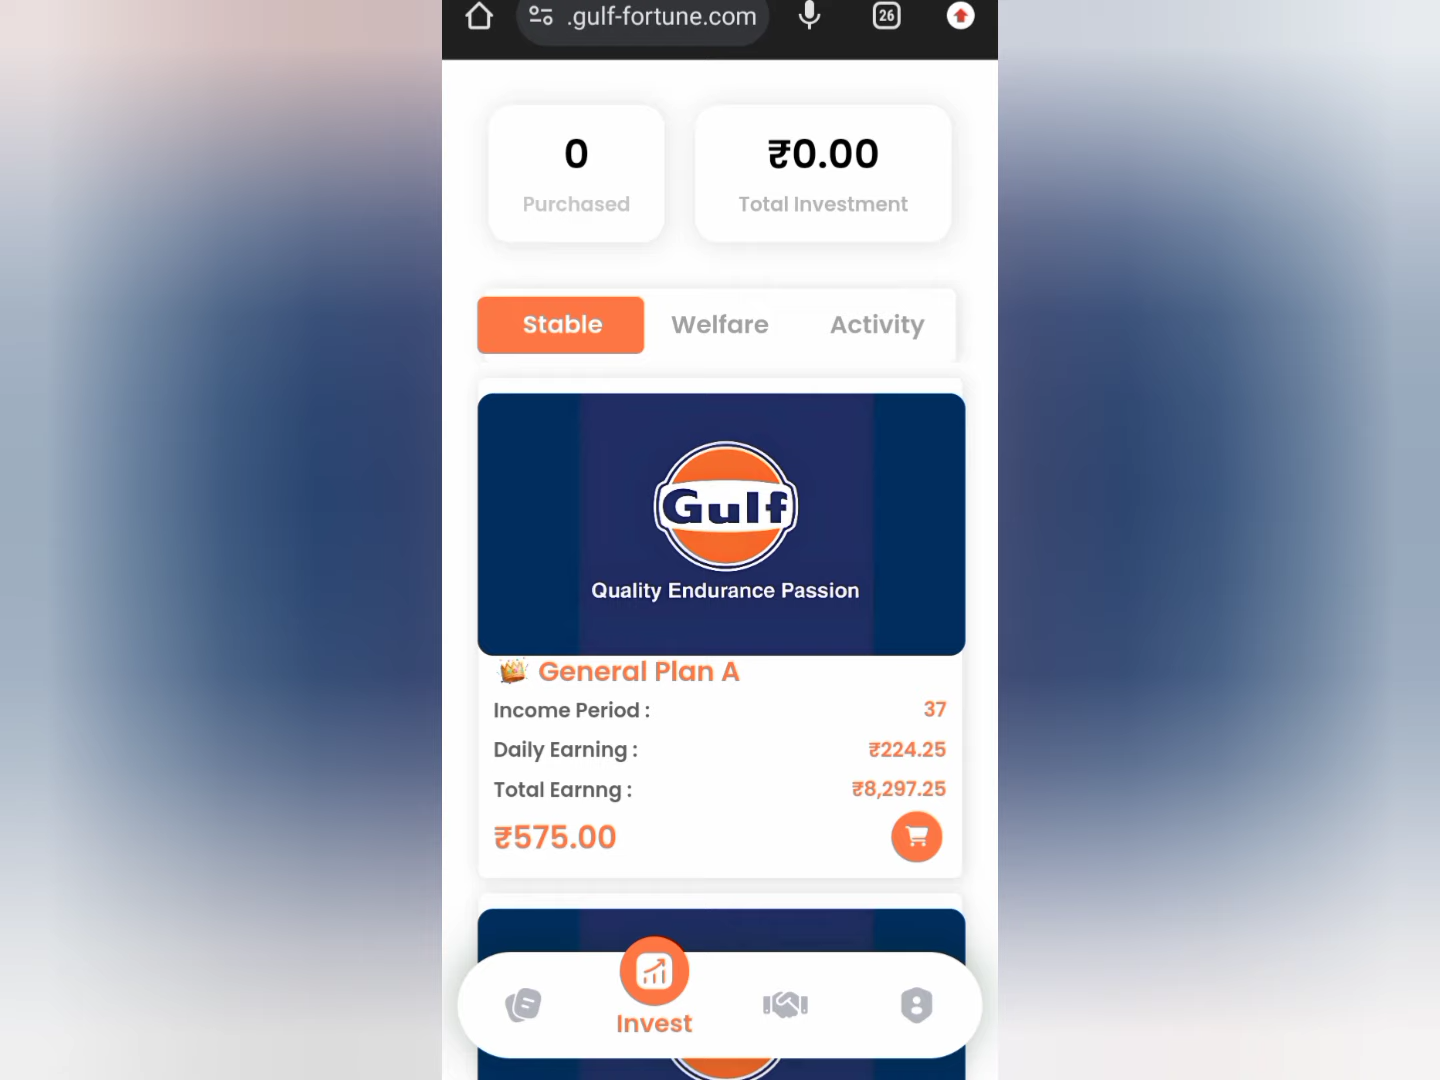 .gulf-fortune.com
26
0
Purchased
₹0.00
Total Investment
Stable
Welfare
Activity
Gulf
Quality Endurance Passion
General Plan A
Income Period :
37
Daily Earning :
₹224.25
Total Earnng :
₹8,297.25
₹575.00
Invest